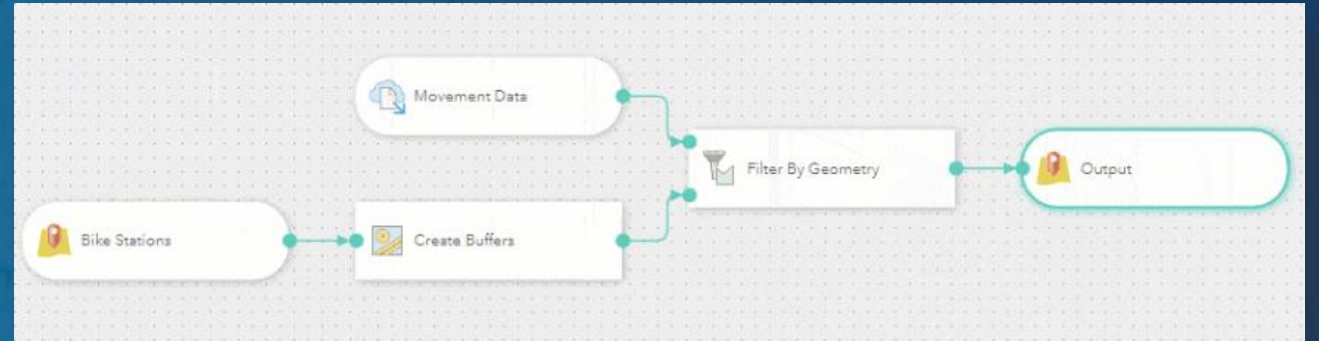 Movement Data
Filter By Geometry
Output
Bike Stations
Create Buffers